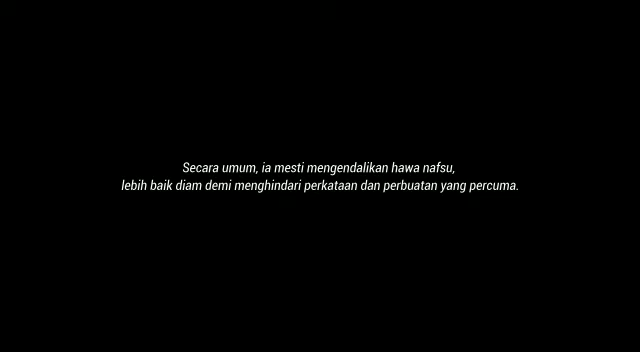 Secara umum, ia mesti mengendalikan hawa nafsu,
lebih baik diam demi menghindari perkataan dan perbuatan yang percuma.